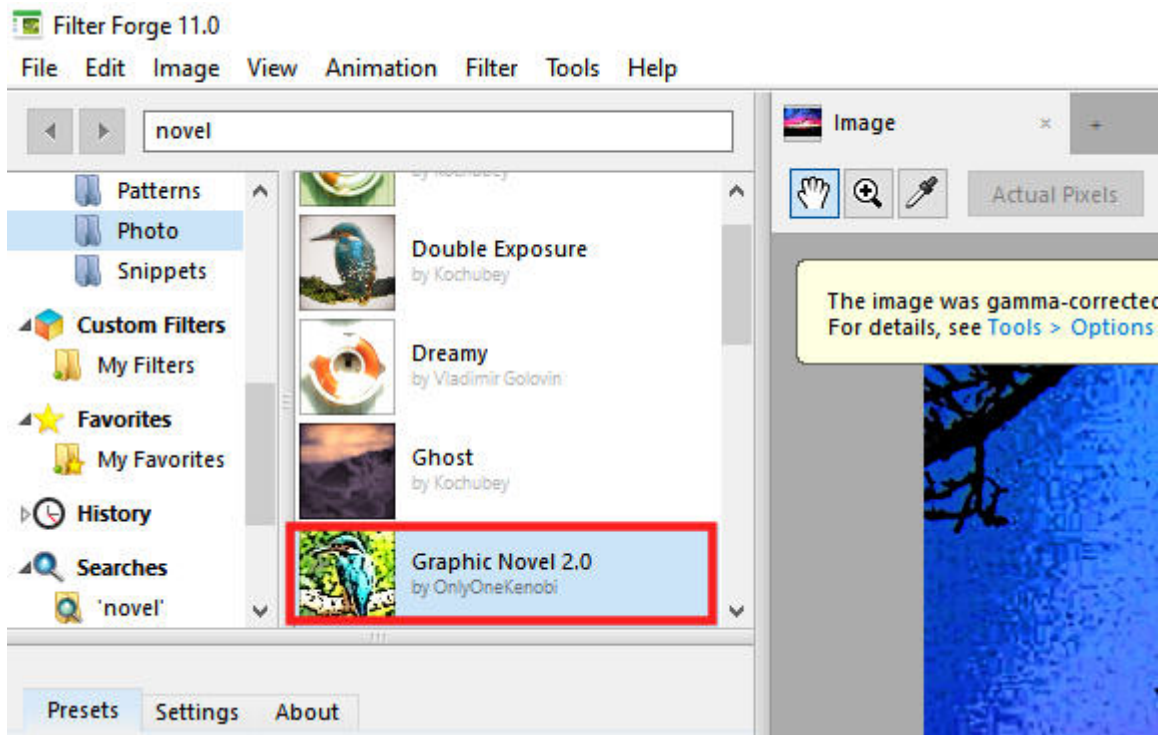 Filter Forge 11.0
File Edit Image View Animation Filter Tools Help
novel
Patterns
Photo
Snippets
Custom Filters
My Filters
Favorites
My Favorites
History
Searches
'novel'
by Kochubey
Double Exposure
by Kochubey
Dreamy
by Vladimir Golovin
Ghost
by Kochubey
Graphic Novel 2.0
by OnlyOneKenobi
Presets Settings About
Image
Actual Pixels
The image was gamma-corrected
For details, see Tools > Options